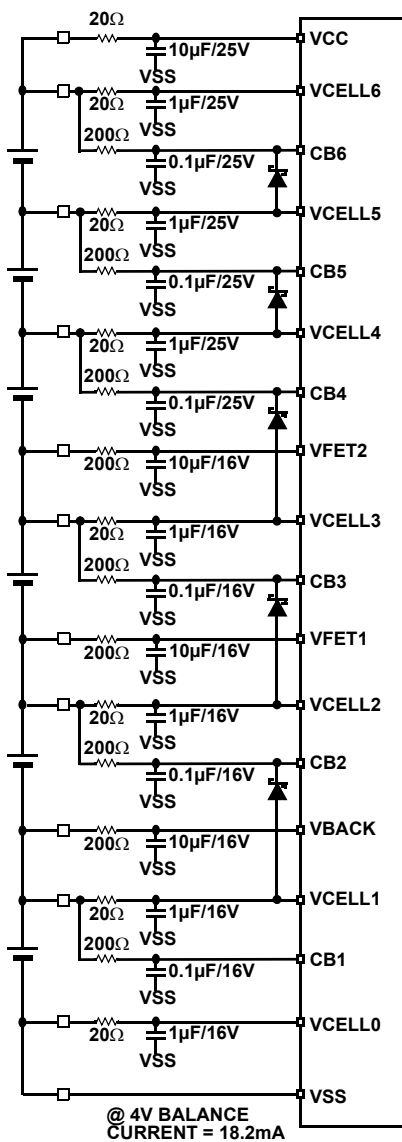 20Ω
10µF/25V
VCC
VSS
VCELL6
20Ω
1µF/25V
VSS
200Ω
CB6
0.1µF/25V
VSS
VCELL5
20Ω
1µF/25V
VSS
200Ω
CB5
0.1µF/25V
VSS
VCELL4
20Ω
1µF/25V
VSS
200Ω
CB4
0.1µF/25V
VSS
VFET2
200Ω
10µF/16V
VSS
VCELL3
20Ω
1µF/16V
VSS
200Ω
CB3
0.1µF/16V
VSS
VFET1
200Ω
10µF/16V
VSS
VCELL2
20Ω
1µF/16V
VSS
200Ω
CB2
0.1µF/16V
VSS
VBACK
200Ω
10µF/16V
VSS
VCELL1
20Ω
1µF/16V
VSS
200Ω
CB1
0.1µF/16V
VSS
VCELL0
20Ω
1µF/16V
VSS
VSS
@ 4V BALANCE
CURRENT = 18.2mA